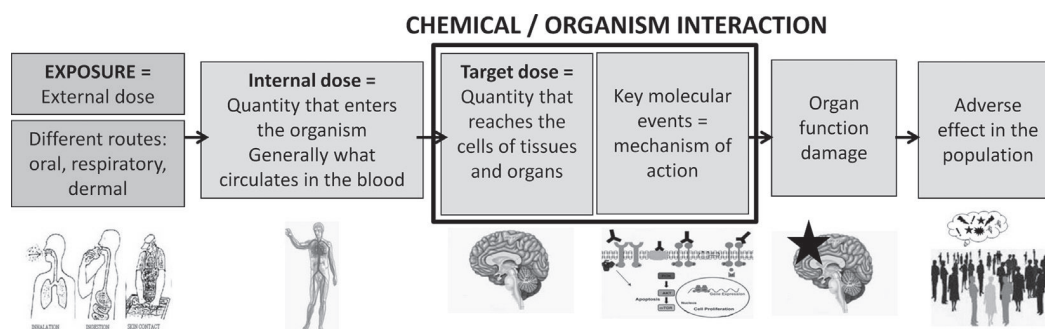 CHEMICAL / ORGANISM INTERACTION
EXPOSURE =
External dose
Different routes:
oral, respiratory,
dermal
Internal dose =
Quantity that enters
the organism
Generally what
circulates in the blood
Target dose =
Quantity that
reaches the
cells of tissues
and organs
Key molecular
events =
mechanism of
action
Organ
function
damage
Adverse
effect in the
population
INHALATION
INGESTION
SKIN CONTACT
Apoptosis
Gene Expression
Nucleus
Cell Proliferation